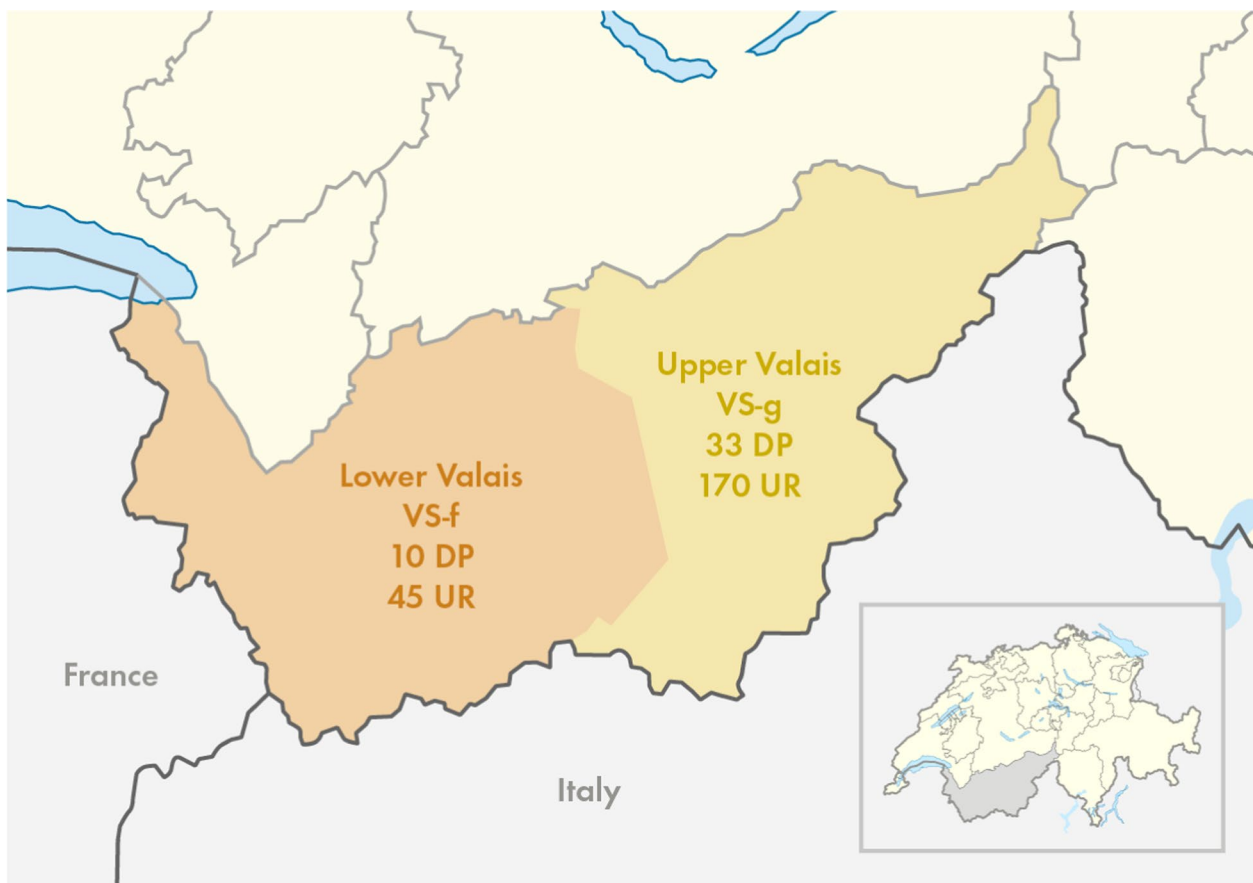 Upper Valais
VS-g
33 DP
170 UR
Lower Valais
VS-f
10 DP
45 UR
France
Italy